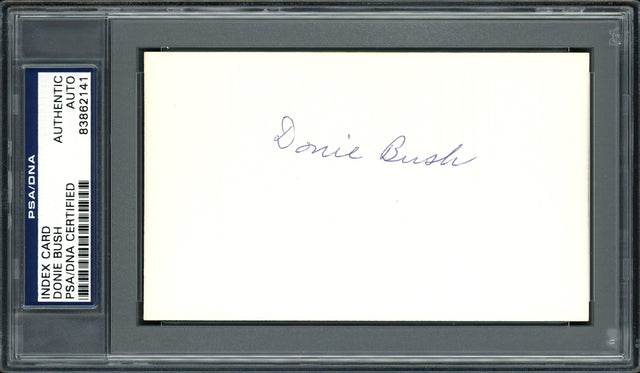 PSA/DNA
INDEX CARD
DONIE BUSH
PSA/DNA CERTIFIED
AUTHENTIC
AUTO
83862141
Donie Bush